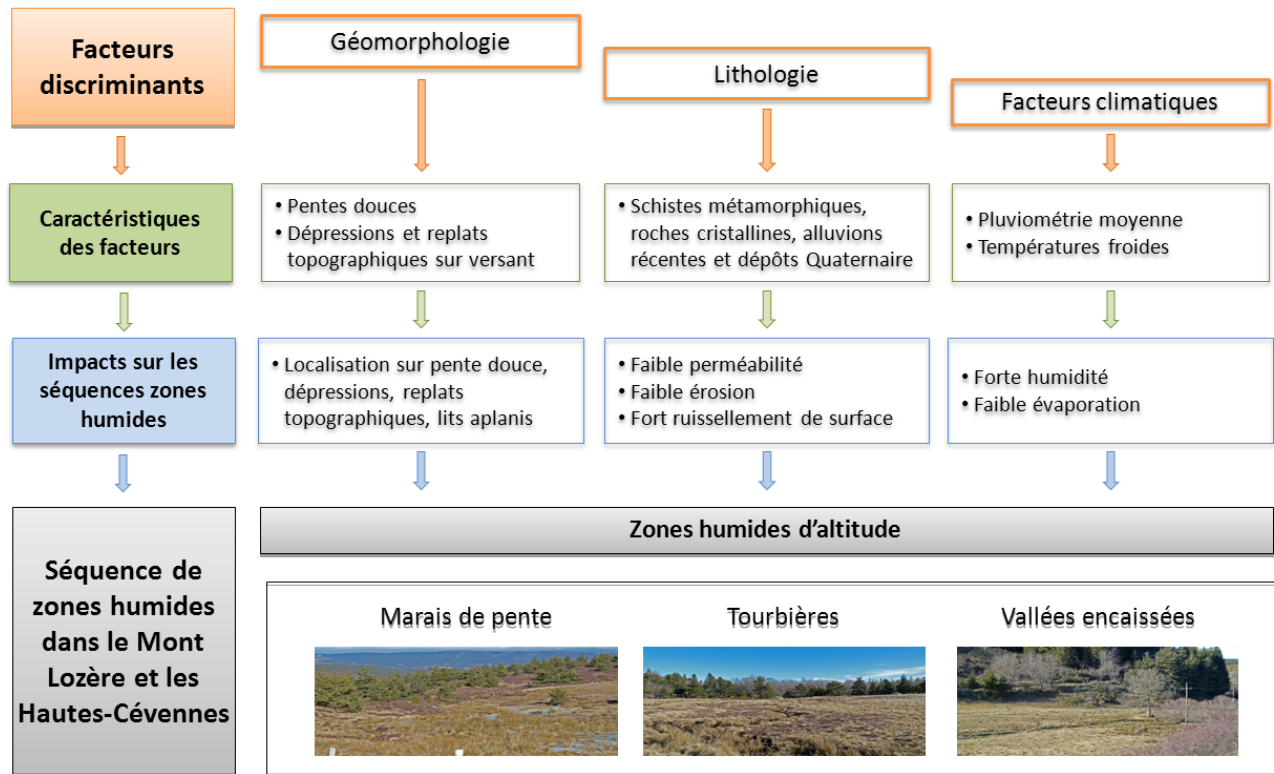 Facteurs
discriminants
Géomorphologie
Lithologie
Facteurs climatiques
Caractéristiques
des facteurs
• Pentes douces
• Dépressions et replats
topographiques sur versant
• Schistes métamorphiques,
roches cristallines, alluvions
récentes et dépôts Quaternaire
• Pluviométrie moyenne
• Températures froides
Impacts sur les
séquences zones
humides
• Localisation sur pente douce,
dépressions, replats
topographiques, lits aplanis
• Faible perméabilité
• Faible érosion
• Fort ruissellement de surface
• Forte humidité
• Faible évaporation
Séquence de
zones humides
dans le Mont
Lozère et les
Hautes-Cévennes
Zones humides d'altitude
Marais de pente
Tourbières
Vallées encaissées